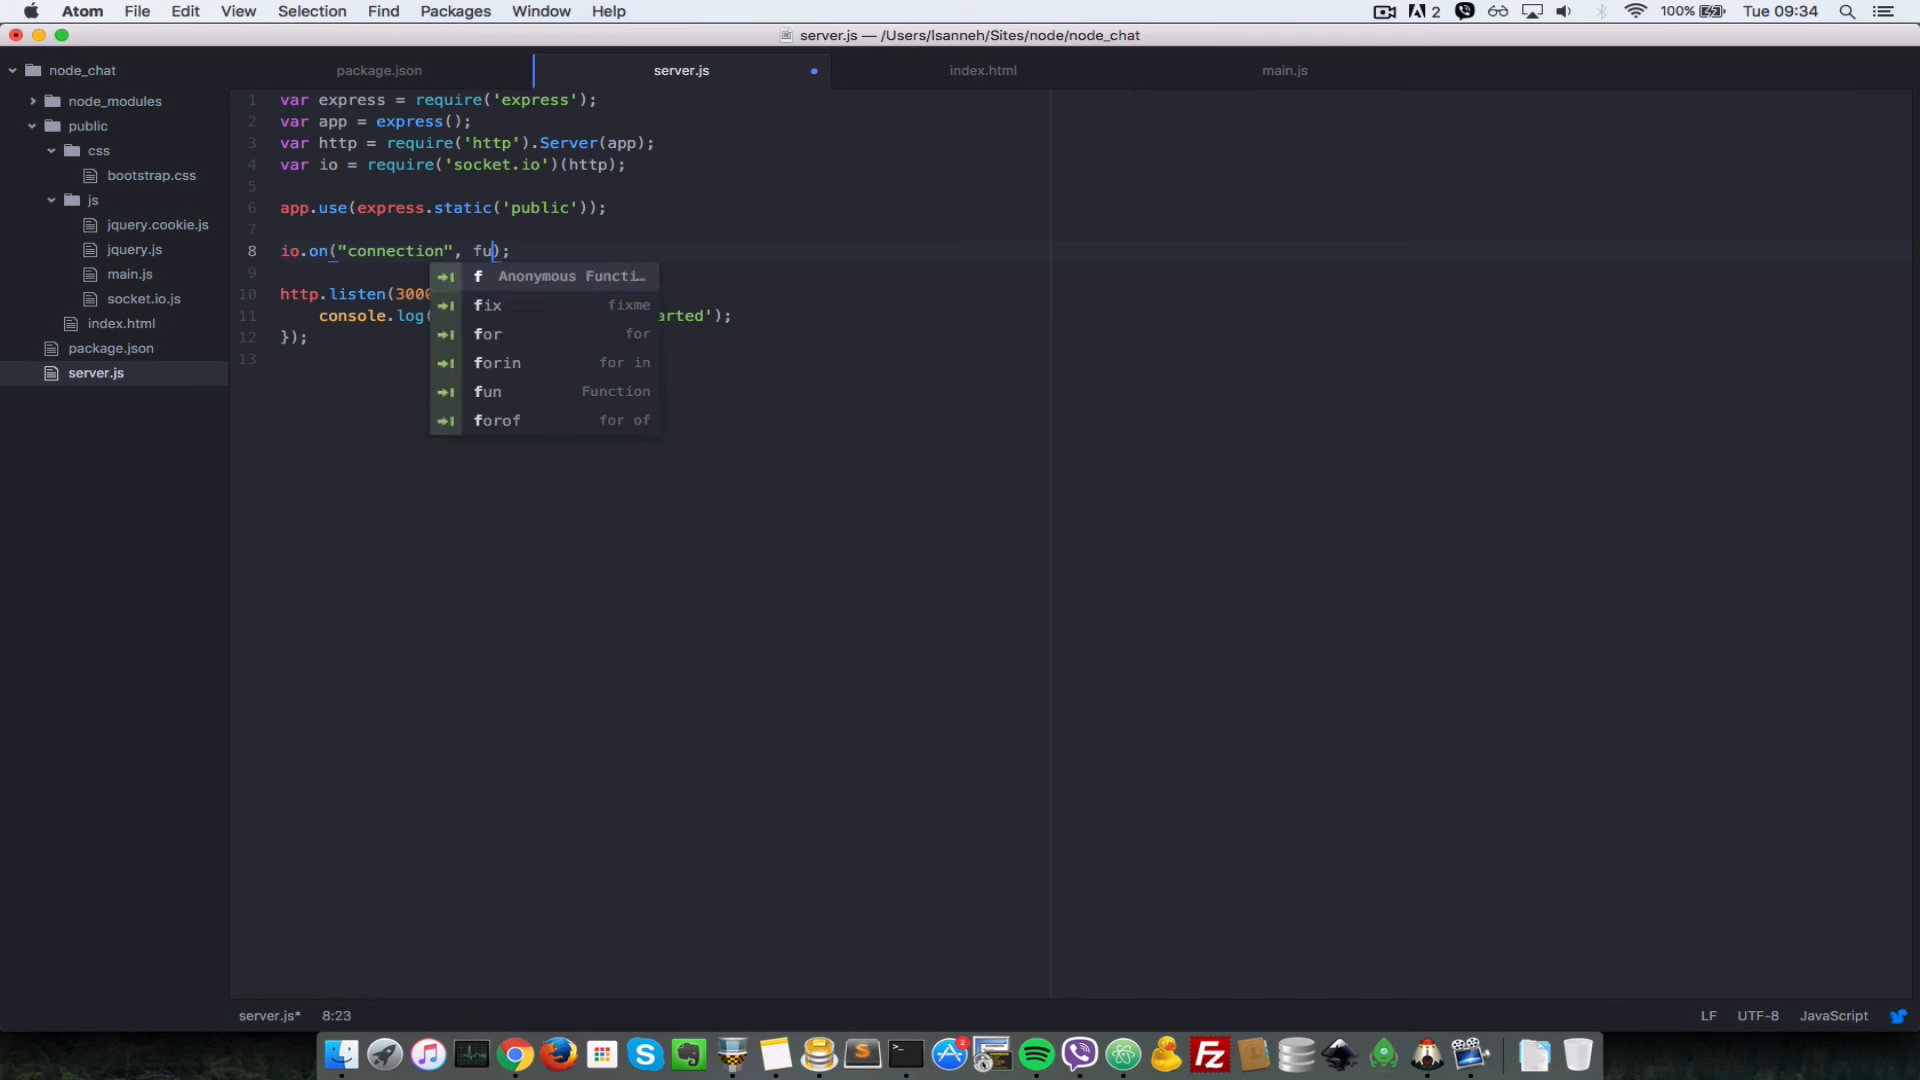 Atom File Edit View Selection Find Packages Window Help 2 100% Tue 09:34
server.js — /Users/lsanneh/Sites/node/node_chat
node_chat
node_modules
public
css
bootstrap.css
js
jquery.cookie.js
jquery.js
main.js
socket.io.js
index.html
package.json
server.js
package.json server.js index.html main.js
1 var express = require('express');
2 var app = express();
3 var http = require('http').Server(app);
4 var io = require('socket.io')(http);
5
6 app.use(express.static('public'));
7
8 io.on("connection", fu);
9
10 http.listen(3000
11 console.log( arted');
12 });
13
f Anonymous Functi…
fix fixme
for for
forin for in
fun Function
forof for of
server.js* 8:23 LF UTF-8 JavaScript
2
Fz